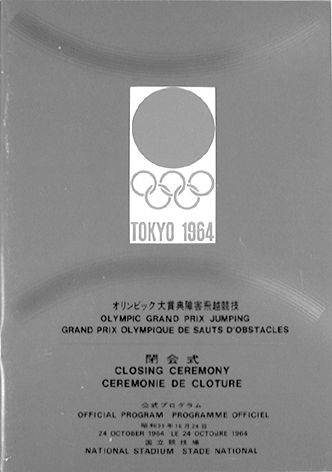 TOKYO 1964
オリンピック大賞典障害飛越競技
OLYMPIC GRAND PRIX JUMPING
GRAND PRIX OLYMPIQUE DE SAUTS D'OBSTACLES
閉会式
CLOSING CEREMONY
CEREMONIE DE CLOTURE
公式プログラム
OFFICIAL PROGRAM PROGRAMME OFFICIEL
昭和39年10月24日
24 OCTOBER 1964 LE 24 OCTOBRE 1964
国立競技場
NATIONAL STADIUM STADE NATIONAL